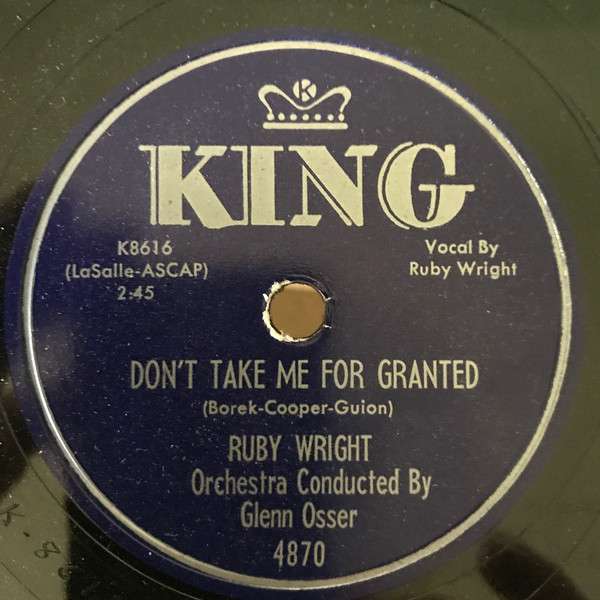 K
KING
K8616
(LaSalle-ASCAP)
2:45
Vocal By
Ruby Wright
DON'T TAKE ME FOR GRANTED
(Borek-Cooper-Guion)
RUBY WRIGHT
Orchestra Conducted By
Glenn Osser
4870